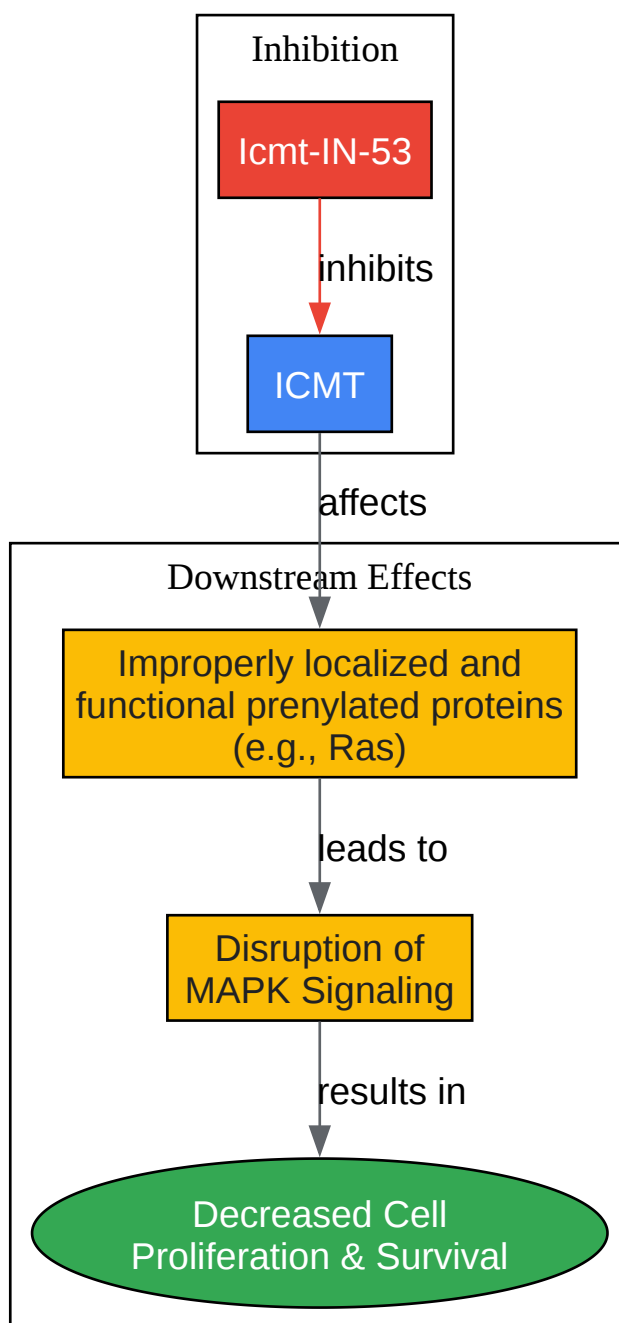 Inhibition
Icmt-IN-53
inhibits
ICMT
affects
Downstream Effects
Improperly localized and
functional prenylated proteins
(e.g., Ras)
leads to
Disruption of
MAPK Signaling
results in
Decreased Cell
Proliferation & Survival